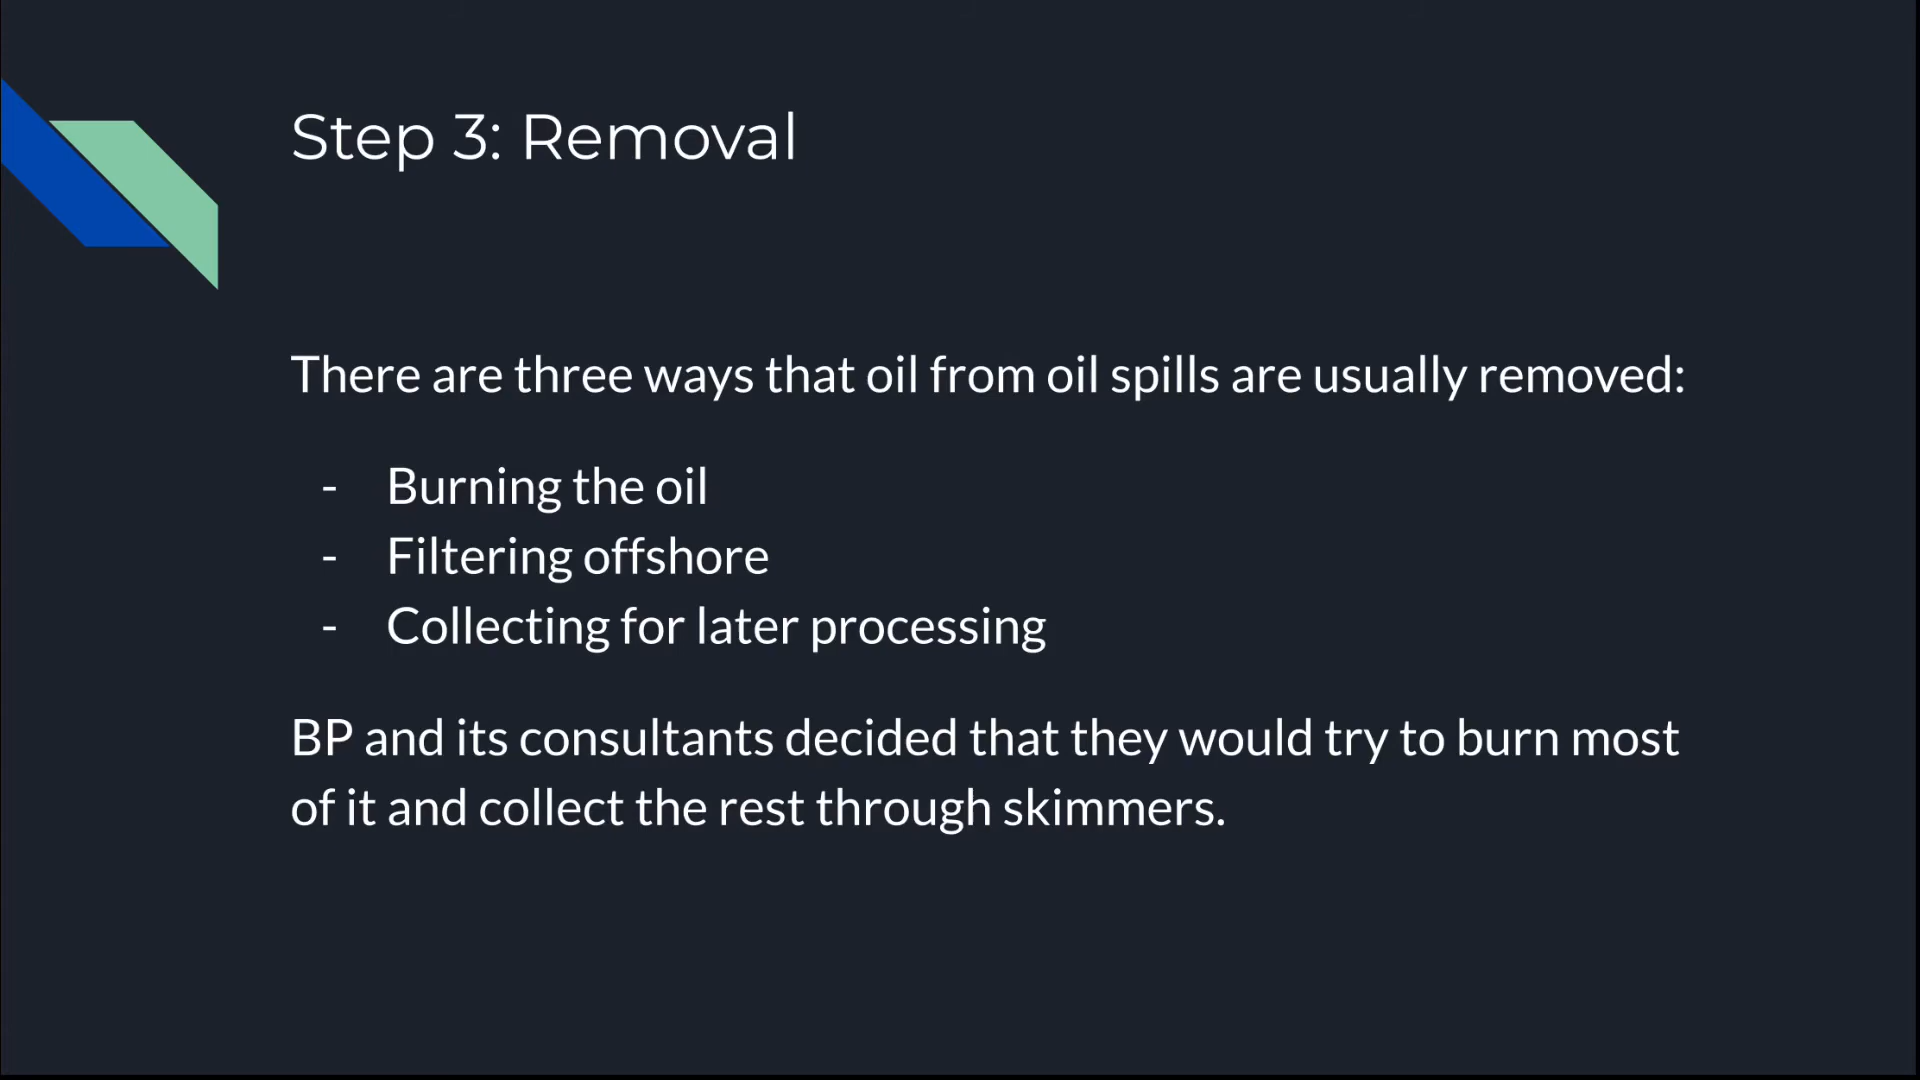 Step 3: Removal
There are three ways that oil from oil spills are usually removed:
- Burning the oil
- Filtering offshore
- Collecting for later processing
BP and its consultants decided that they would try to burn most
of it and collect the rest through skimmers.